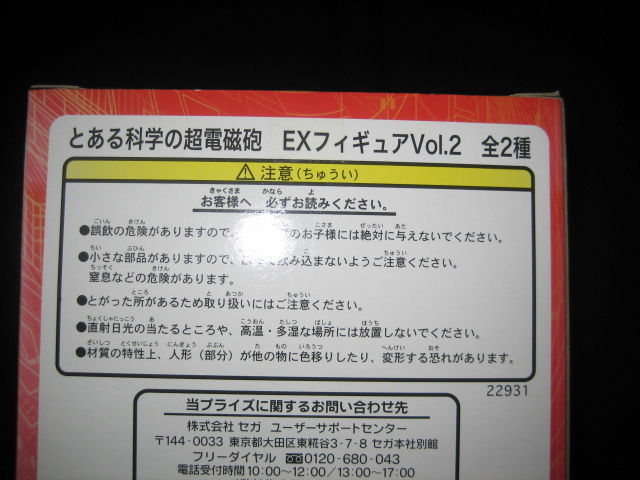 とある科学の超電磁砲 EXフィギュアVol.2 全2種
⚠ 注意(ちゅうい)
お客様へ 必ずお読みください。
●誤飲の危険がありますので、 のお子様には絶対に与えないでください。
●小さな部品がありますので、 飲み込まないようご注意ください。
窒息などの危険があります。
●とがった所があるため取り扱いにはご注意ください。
●直射日光の当たるところや、高温・多湿な場所には放置しないでください。
●材質の特性上、人形（部分）が他の物に色移りしたり、変形する恐れがあります。
22931
当プライズに関するお問い合わせ先
株式会社 セガ ユーザーサポートセンター
〒144-0033 東京都大田区東糀谷3-7-8 セガ本社別館
フリーダイヤル 0120-680-043
電話受付時間 10:00～12:00/13:00～17:00